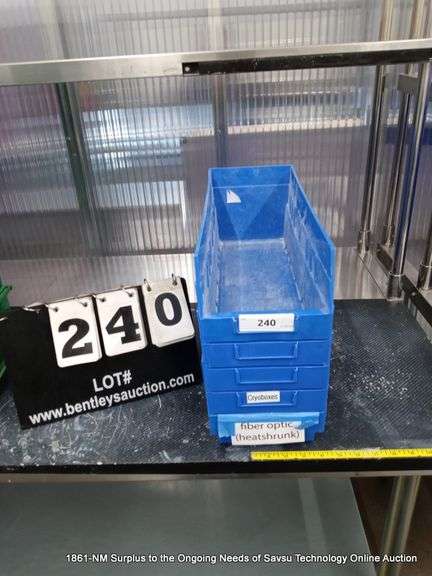 240
240
LOT#
www.bentleysauction.com
Cryoboxes
fiber optic
(heatshrunk)
1861-NM Surplus to the Ongoing Needs of Savsu Technology Online Auction